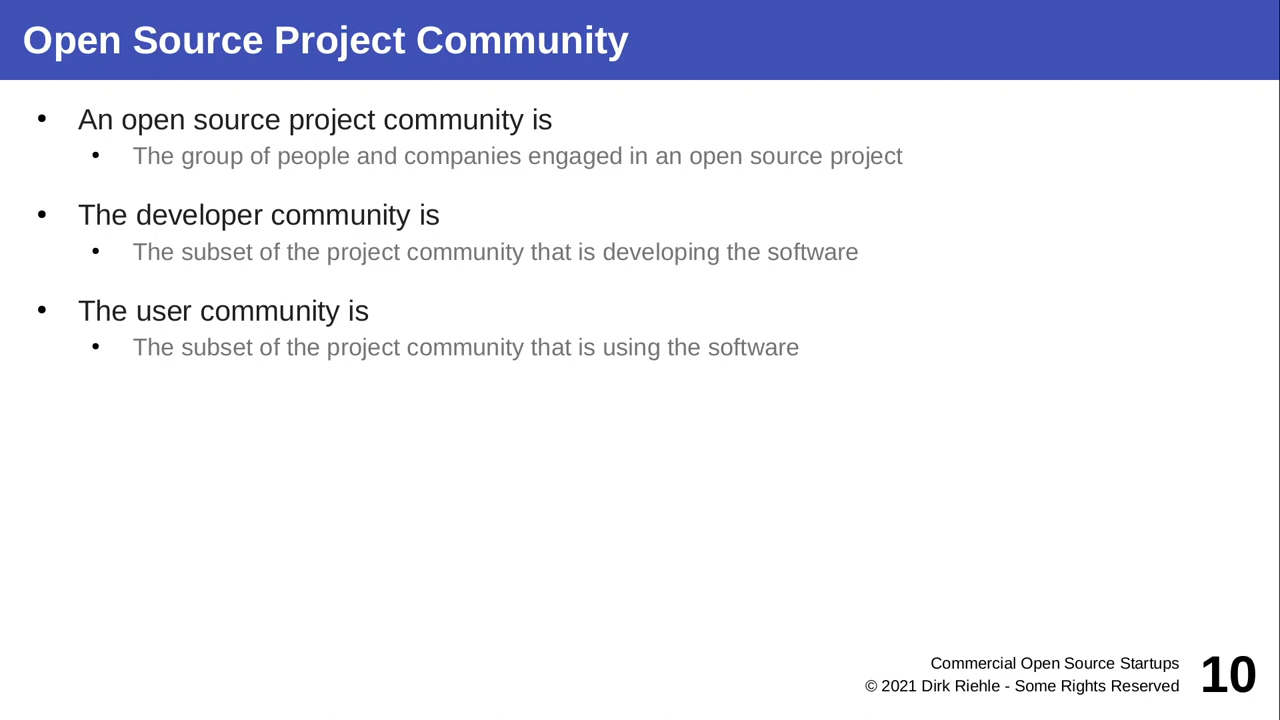 Open Source Project Community
• An open source project community is
• The group of people and companies engaged in an open source project
• The developer community is
• The subset of the project community that is developing the software
• The user community is
• The subset of the project community that is using the software
Commercial Open Source Startups
© 2021 Dirk Riehle - Some Rights Reserved
10